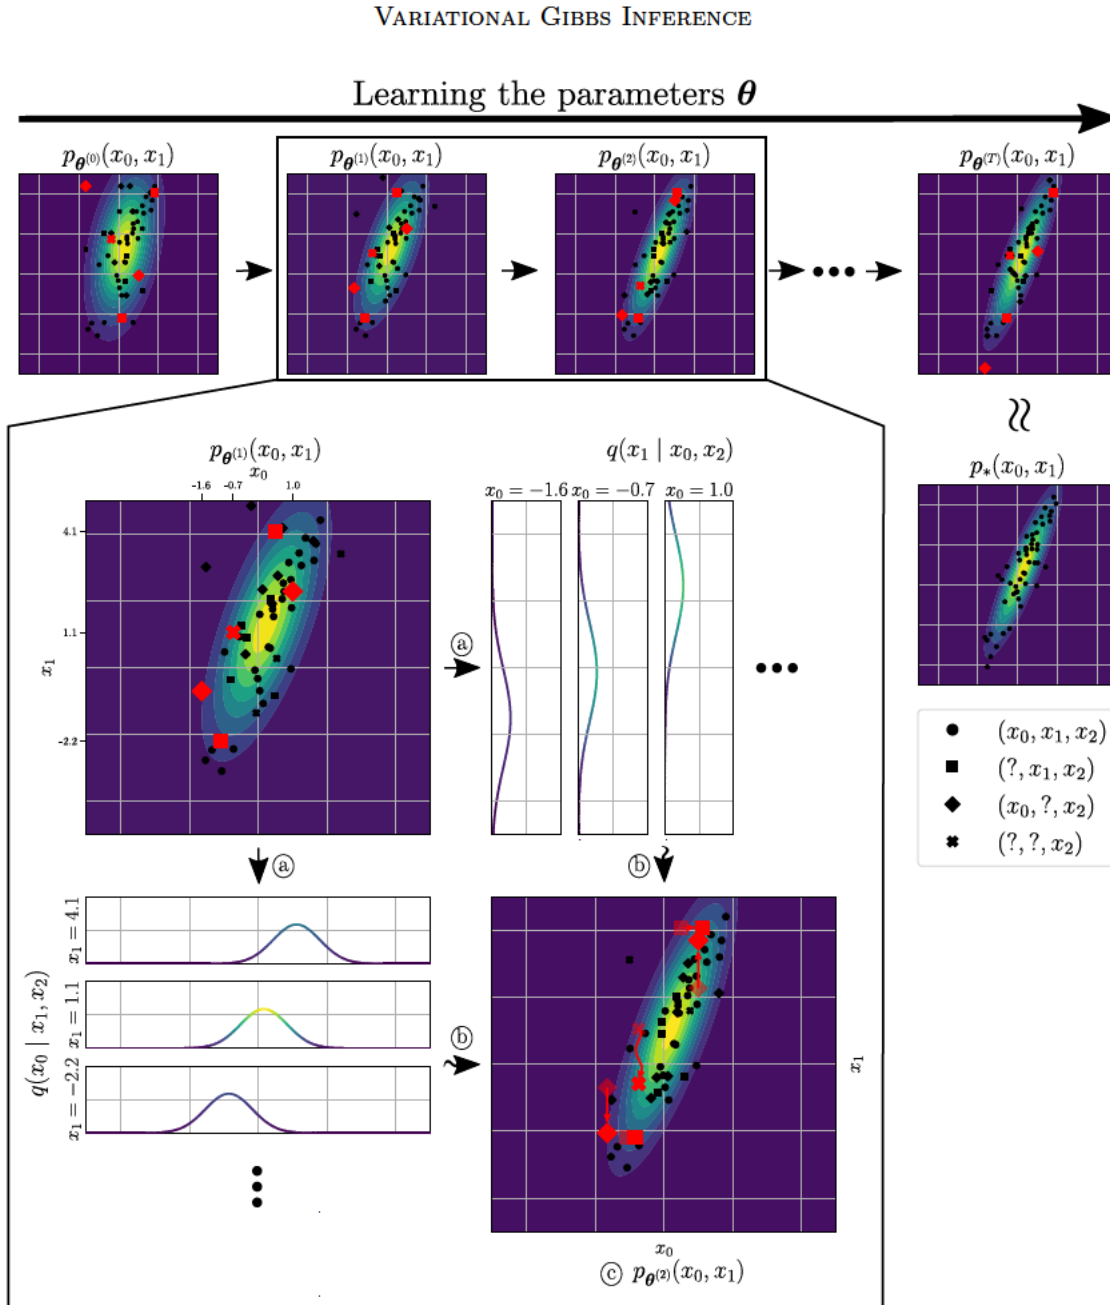 VARIATIONAL GIBBS INFERENCE
Learning the parameters θ
p_θ(0)(x₀, x₁)
p_θ(1)(x₀, x₁)
p_θ(2)(x₀, x₁)
p_θ(T)(x₀, x₁)
≈
p_θ(1)(x₀, x₁)
x₀
-1.6 -0.7 1.0
4.1
1.1
-2.2
x₁
q(x₁ | x₀, x₂)
x₀ = −1.6 x₀ = −0.7 x₀ = 1.0
p_*(x₀, x₁)
(x₀, x₁, x₂)
(?, x₁, x₂)
(x₀, ?, x₂)
(?, ?, x₂)
ⓐ
ⓐ
ⓑ
q(x₀ | x₁, x₂)
x₁ = 4.1
x₁ = 1.1
x₁ = −2.2
~
ⓑ
x₁
x₀
ⓒ p_θ(2)(x₀, x₁)